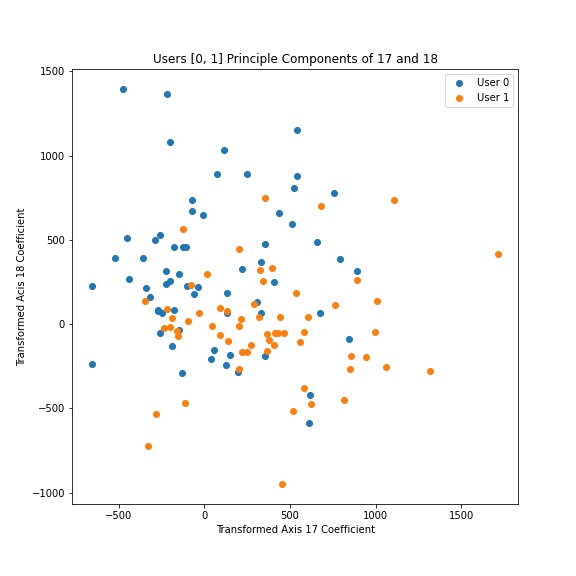 Users [0, 1] Principle Components of 17 and 18
User 0
User 1
1500
1000
500
0
−500
−1000
Transformed Acis 18 Coefficient
−500
0
500
1000
1500
Transformed Axis 17 Coefficient